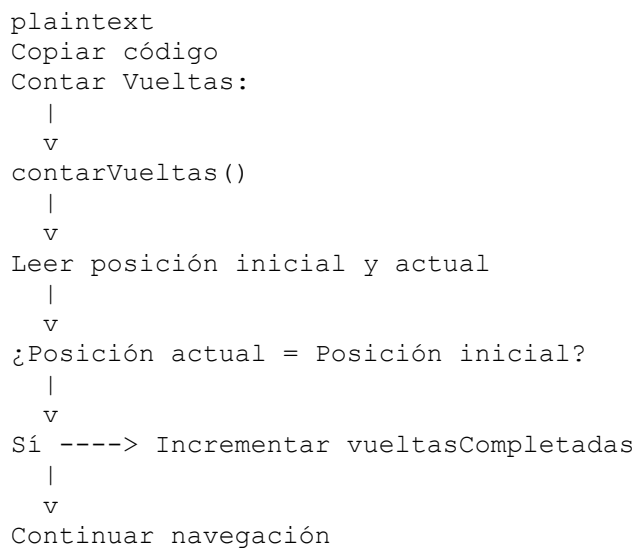 plaintext
Copiar código
Contar Vueltas:
  |
  v
contarVueltas()
  |
  v
Leer posición inicial y actual
  |
  v
¿Posición actual = Posición inicial?
  |
  v
Sí ----> Incrementar vueltasCompletadas
  |
  v
Continuar navegación